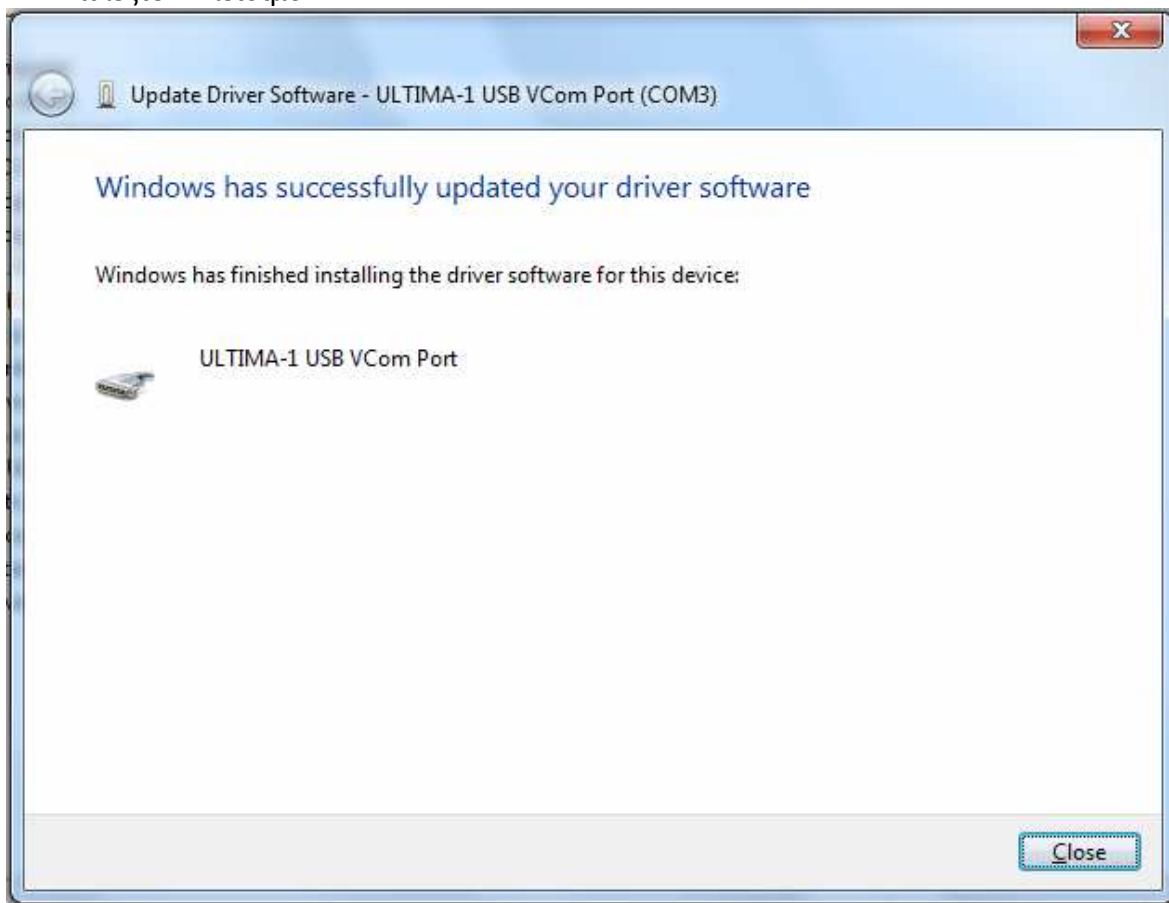 Update Driver Software - ULTIMA-1 USB VCom Port (COM3)
Windows has successfully updated your driver software
Windows has finished installing the driver software for this device:
ULTIMA-1 USB VCom Port
Close